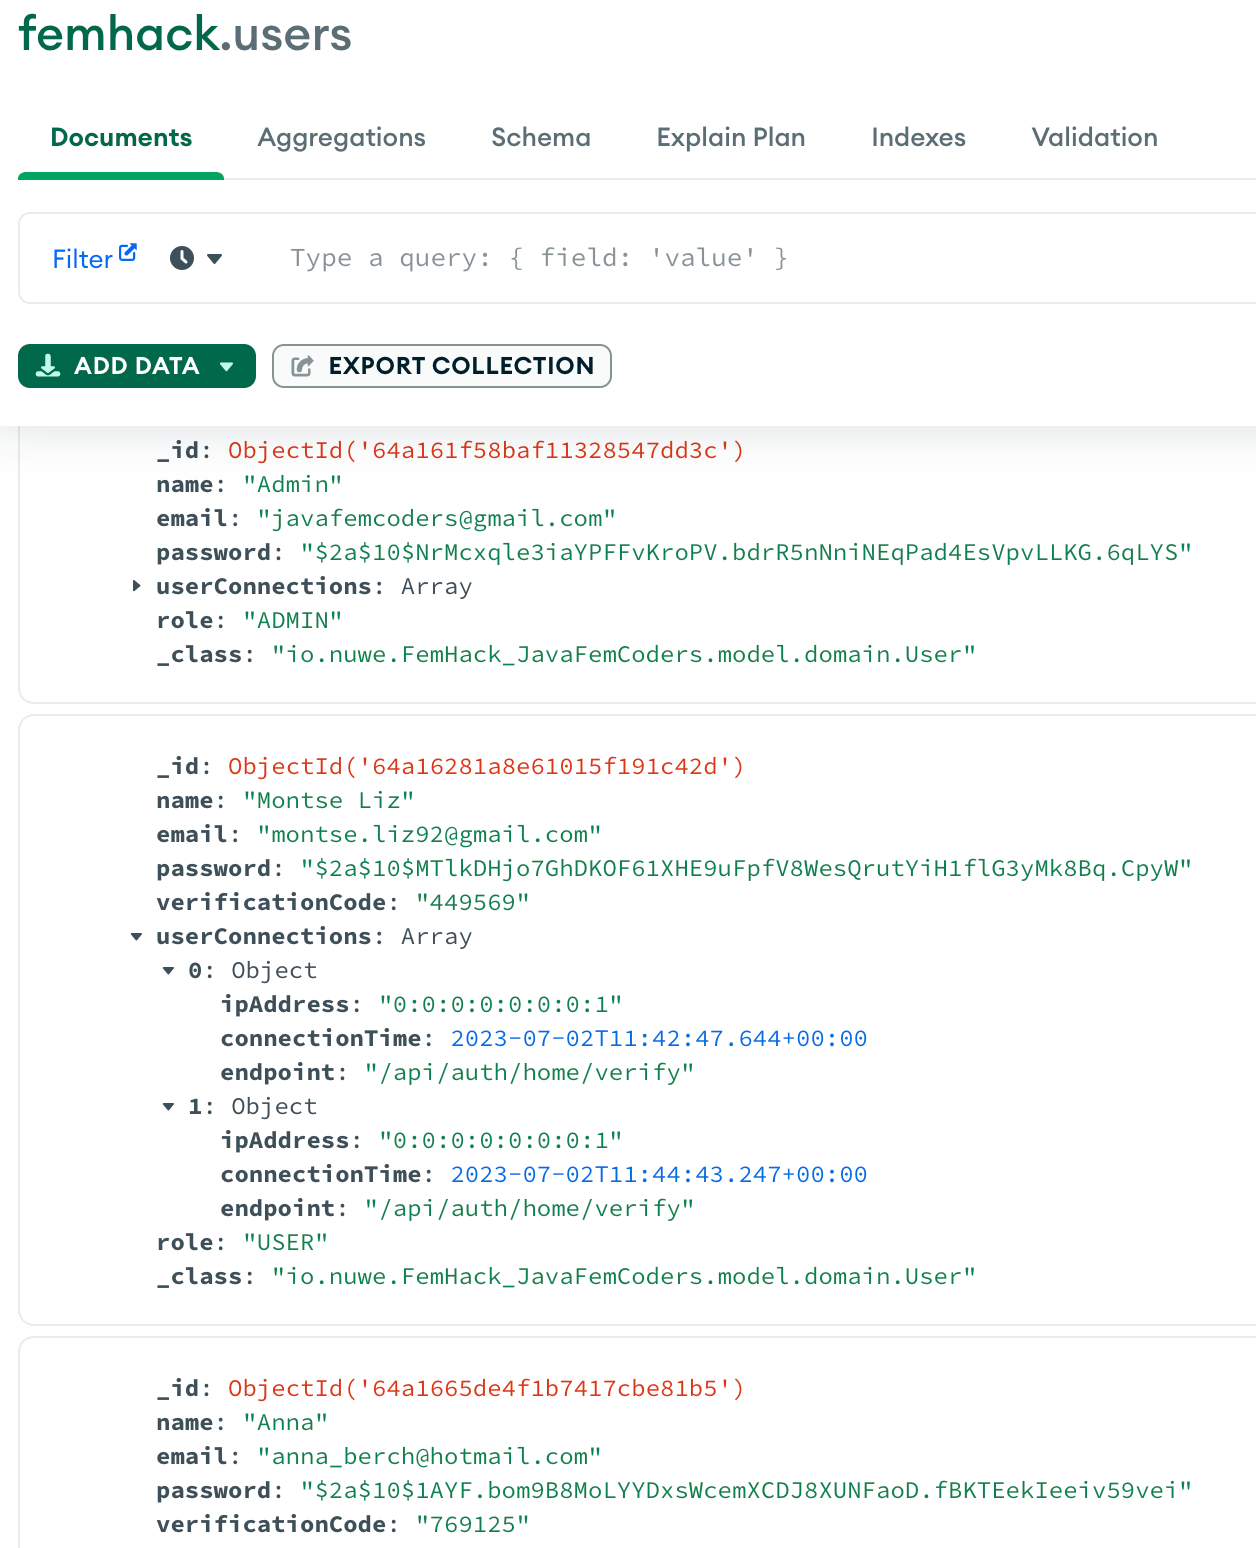 femhack.users
Documents Aggregations Schema Explain Plan Indexes Validation
Filter Type a query: { field: 'value' }
ADD DATA EXPORT COLLECTION
_id: ObjectId('64a161f58baf11328547dd3c')
name: "Admin"
email: "javafemcoders@gmail.com"
password: "$2a$10$NrMcxqle3iaYPFFvKroPV.bdrR5nNniNEqPad4EsVpvLLKG.6qLYS"
userConnections: Array
role: "ADMIN"
_class: "io.nuwe.FemHack_JavaFemCoders.model.domain.User"
_id: ObjectId('64a16281a8e61015f191c42d')
name: "Montse Liz"
email: "montse.liz92@gmail.com"
password: "$2a$10$MTlkDHjo7GhDKOF61XHE9uFpfV8WesQrutYiH1flG3yMk8Bq.CpyW"
verificationCode: "449569"
userConnections: Array
0: Object
ipAddress: "0:0:0:0:0:0:0:1"
connectionTime: 2023-07-02T11:42:47.644+00:00
endpoint: "/api/auth/home/verify"
1: Object
ipAddress: "0:0:0:0:0:0:0:1"
connectionTime: 2023-07-02T11:44:43.247+00:00
endpoint: "/api/auth/home/verify"
role: "USER"
_class: "io.nuwe.FemHack_JavaFemCoders.model.domain.User"
_id: ObjectId('64a1665de4f1b7417cbe81b5')
name: "Anna"
email: "anna_berch@hotmail.com"
password: "$2a$10$1AYF.bom9B8MoLYYDxsWcemXCDJ8XUNFaoD.fBKTEekIeeiv59vei"
verificationCode: "769125"